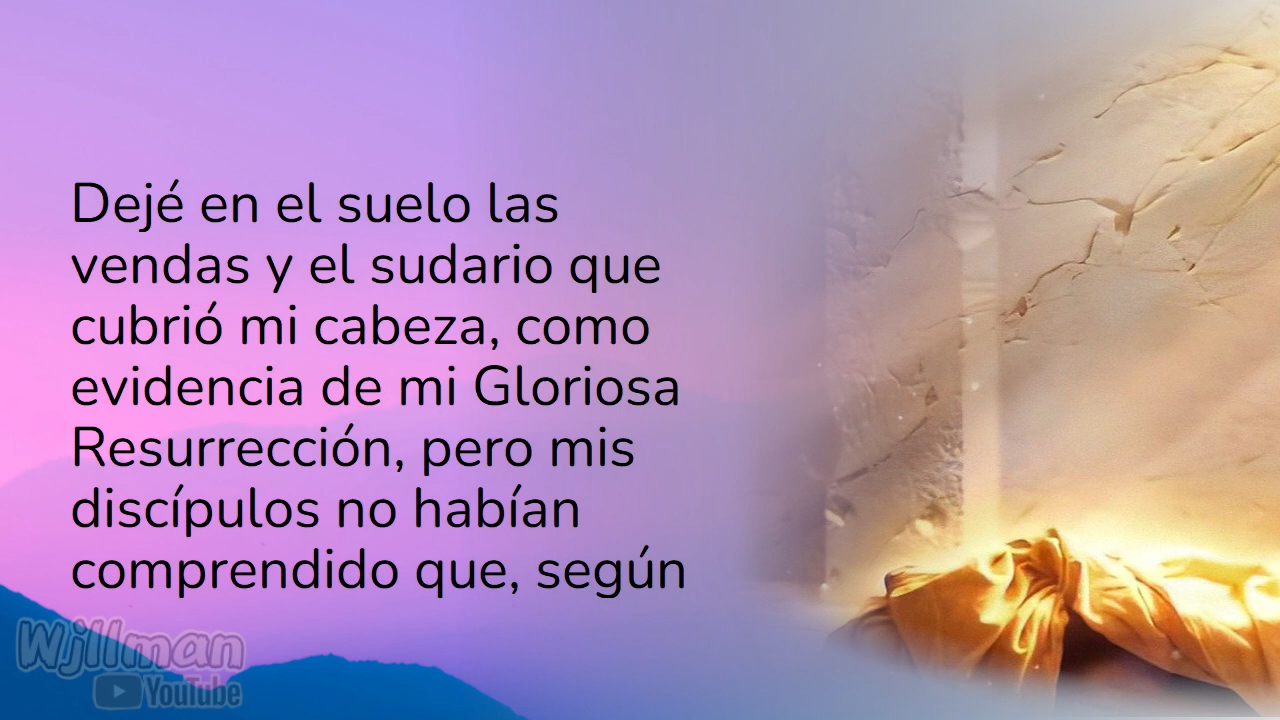 Dejé en el suelo las
vendas y el sudario que
cubrió mi cabeza, como
evidencia de mi Gloriosa
Resurrección, pero mis
discípulos no habían
comprendido que, según
Wjllman
YouTube